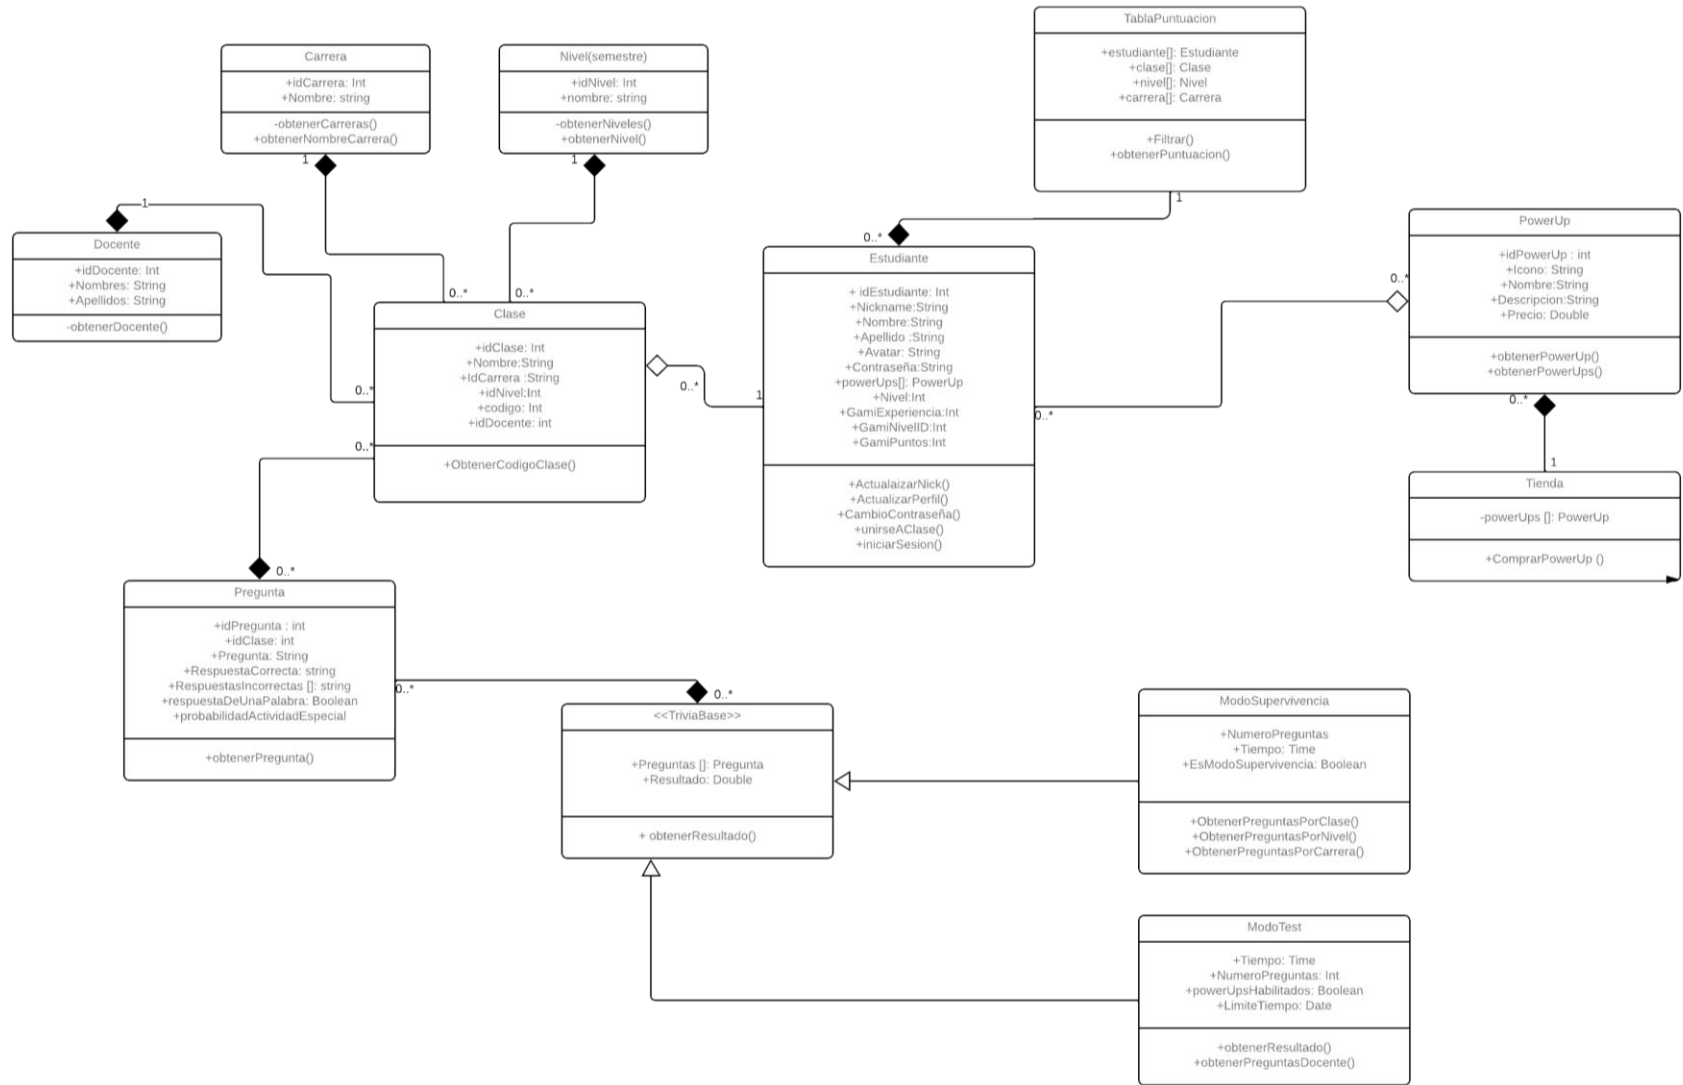 TablaPuntuacion
+estudiante[]: Estudiante
+clase[]: Clase
+nivel[]: Nivel
+carrera[]: Carrera
+Filtrar()
+obtenerPuntuacion()
1
Carrera
+idCarrera: Int
+Nombre: string
-obtenerCarreras()
+obtenerNombreCarrera()
1
0..*
Nivel(semestre)
+idNivel: Int
+nombre: string
-obtenerNiveles()
+obtenerNivel()
1
0..*
1
Docente
+idDocente: Int
+Nombres: String
+Apellidos: String
-obtenerDocente()
0..*
Clase
+idClase: Int
+Nombre:String
+IdCarrera :String
+idNivel:Int
+codigo: Int
+idDocente: int
+ObtenerCodigoClase()
0..*
0..*
1
0..*
Estudiante
+ idEstudiante: Int
+Nickname:String
+Nombre:String
+Apellido :String
+Avatar: String
+Contraseña:String
+powerUps[]: PowerUp
+Nivel:Int
+GamiExperiencia:Int
+GamiNivelID:Int
+GamiPuntos:Int
+ActualaizarNick()
+ActualizarPerfil()
+CambioContraseña()
+unirseAClase()
+iniciarSesion()
0..*
0..*
PowerUp
+idPowerUp : int
+Icono: String
+Nombre:String
+Descripcion:String
+Precio: Double
+obtenerPowerUp()
+obtenerPowerUps()
0..*
1
Tienda
-powerUps []: PowerUp
+ComprarPowerUp ()
0..*
Pregunta
+idPregunta : int
+idClase: int
+Pregunta: String
+RespuestaCorrecta: string
+RespuestasIncorrectas []: string
+respuestaDeUnaPalabra: Boolean
+probabilidadActividadEspecial
+obtenerPregunta()
0..*
0..*
<<TriviaBase>>
+Preguntas []: Pregunta
+Resultado: Double
+ obtenerResultado()
ModoSupervivencia
+NumeroPreguntas
+Tiempo: Time
+EsModoSupervivencia: Boolean
+ObtenerPreguntasPorClase()
+ObtenerPreguntasPorNivel()
+ObtenerPreguntasPorCarrera()
ModoTest
+Tiempo: Time
+NumeroPreguntas: Int
+powerUpsHabilitados: Boolean
+LimiteTiempo: Date
+obtenerResultado()
+obtenerPreguntasDocente()